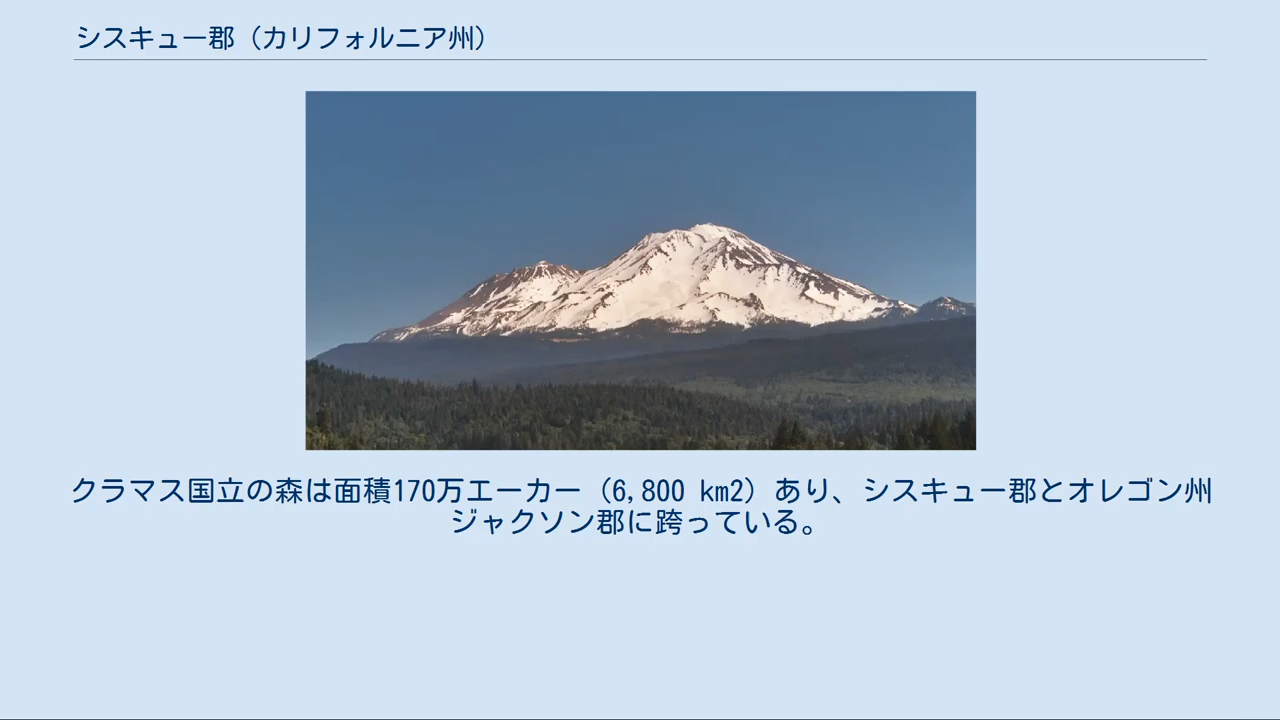 シスキュー郡（カリフォルニア州）
クラマス国立の森は面積170万エーカー（6,800 km2）あり、シスキュー郡とオレゴン州
ジャクソン郡に跨っている。